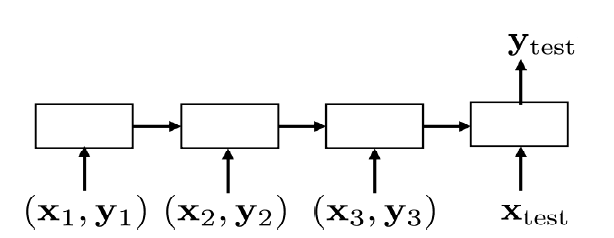 y_test
(x_1, y_1) (x_2, y_2) (x_3, y_3) x_test